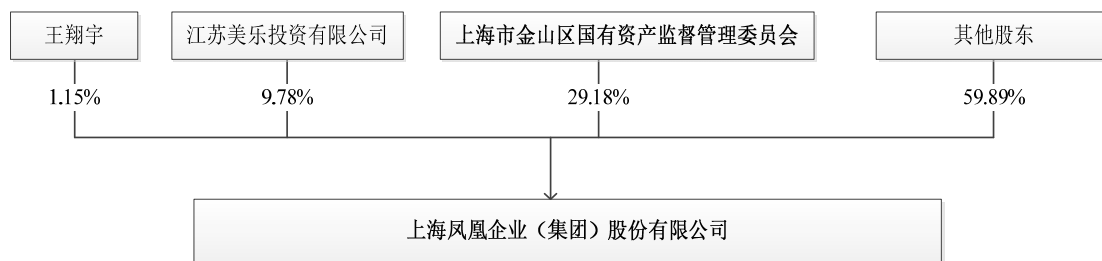 王翔宇
江苏美乐投资有限公司
上海市金山区国有资产监督管理委员会
其他股东
1.15%
9.78%
29.18%
59.89%
上海凤凰企业（集团）股份有限公司